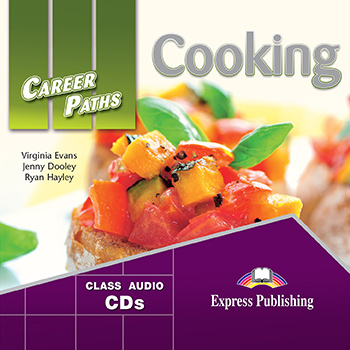 Cooking
CAREER
PATHS
Virginia Evans
Jenny Dooley
Ryan Hayley
CLASS AUDIO
CDs
Express Publishing